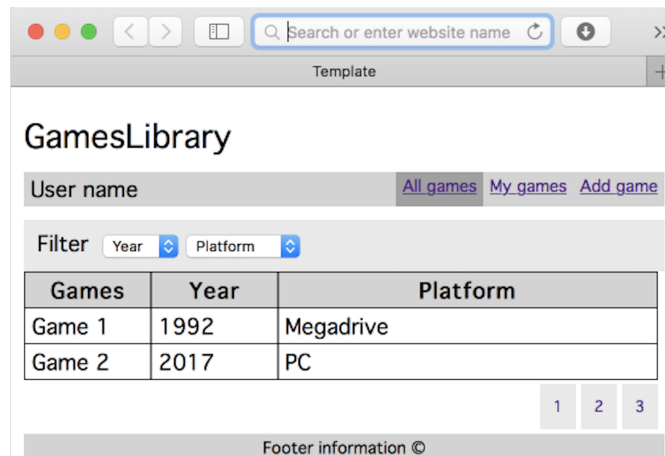 Search or enter website name
Template
GamesLibrary
User name All games My games Add game
Filter Year Platform
Games Year Platform
Game 1 1992 Megadrive
Game 2 2017 PC
1 2 3
Footer information ©